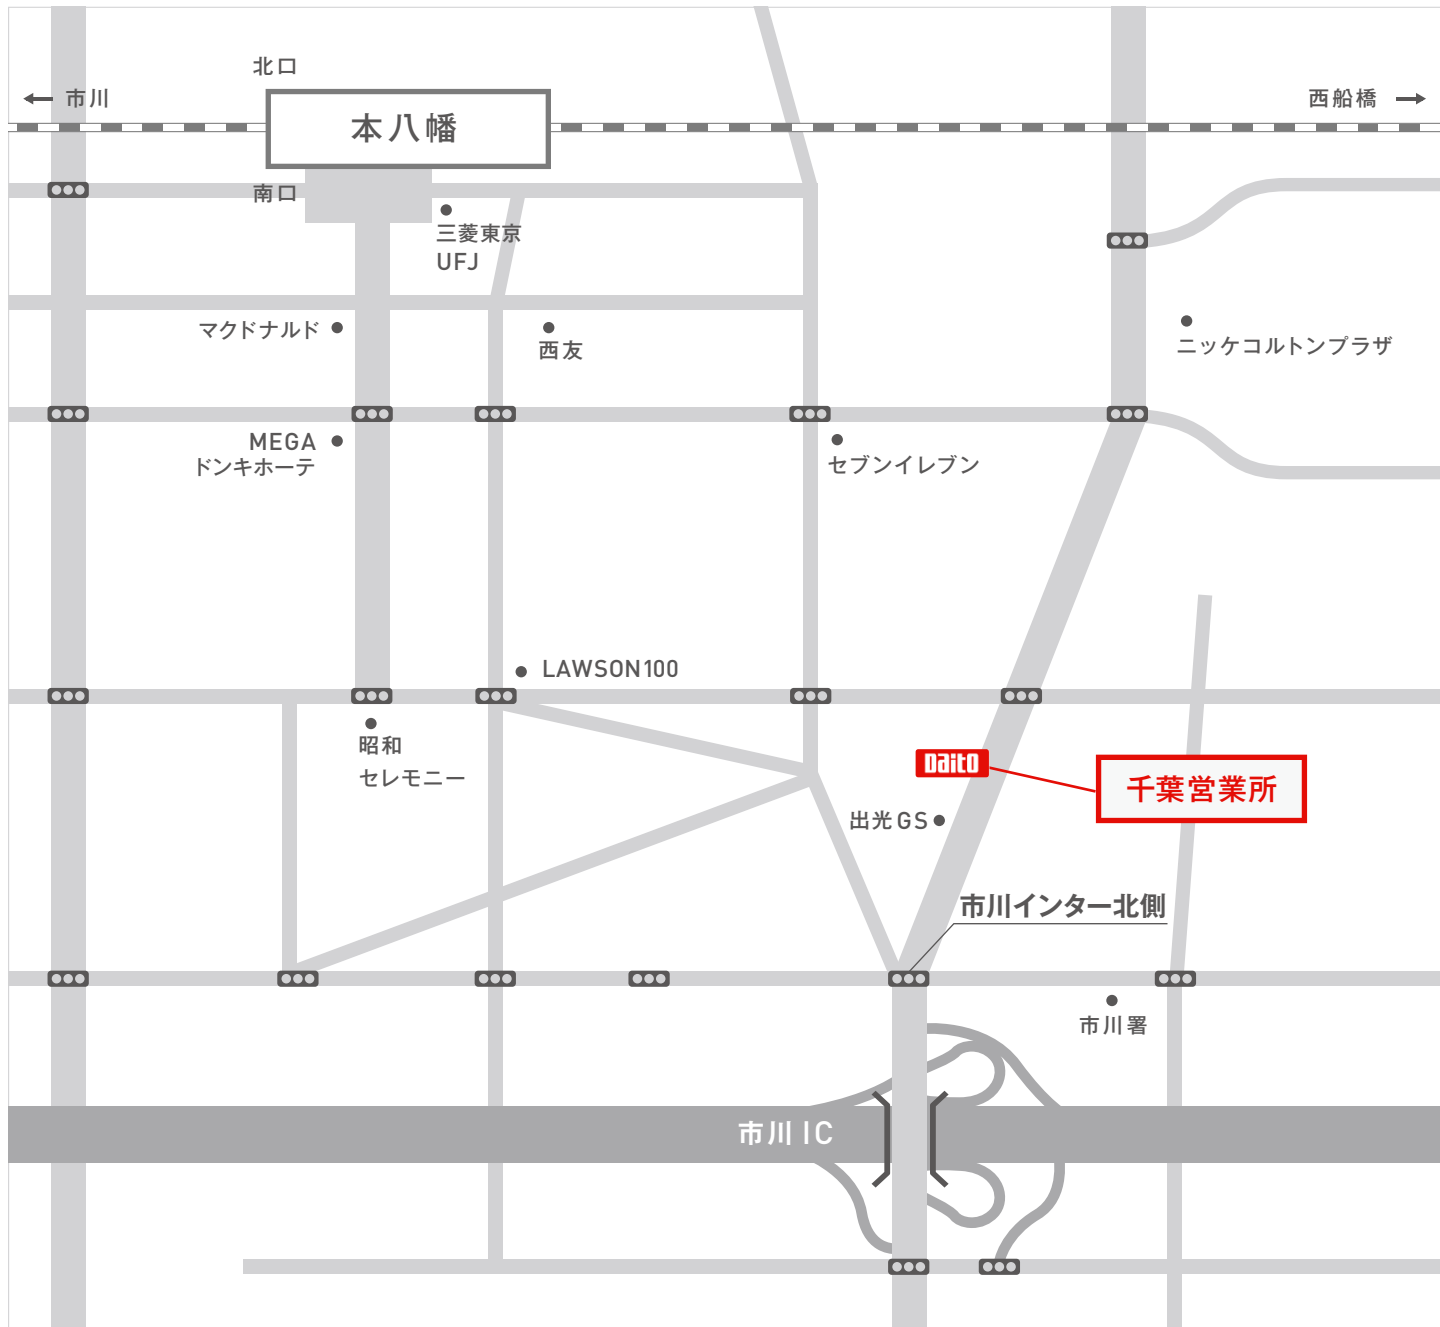 北口
市川
西船橋
本八幡
南口
三菱東京
UFJ
マクドナルド
西友
ニッケコルトンプラザ
MEGA
ドンキホーテ
セブンイレブン
LAWSON100
昭和
セレモニー
Daito
千葉営業所
出光GS
市川インター北側
市川署
市川IC